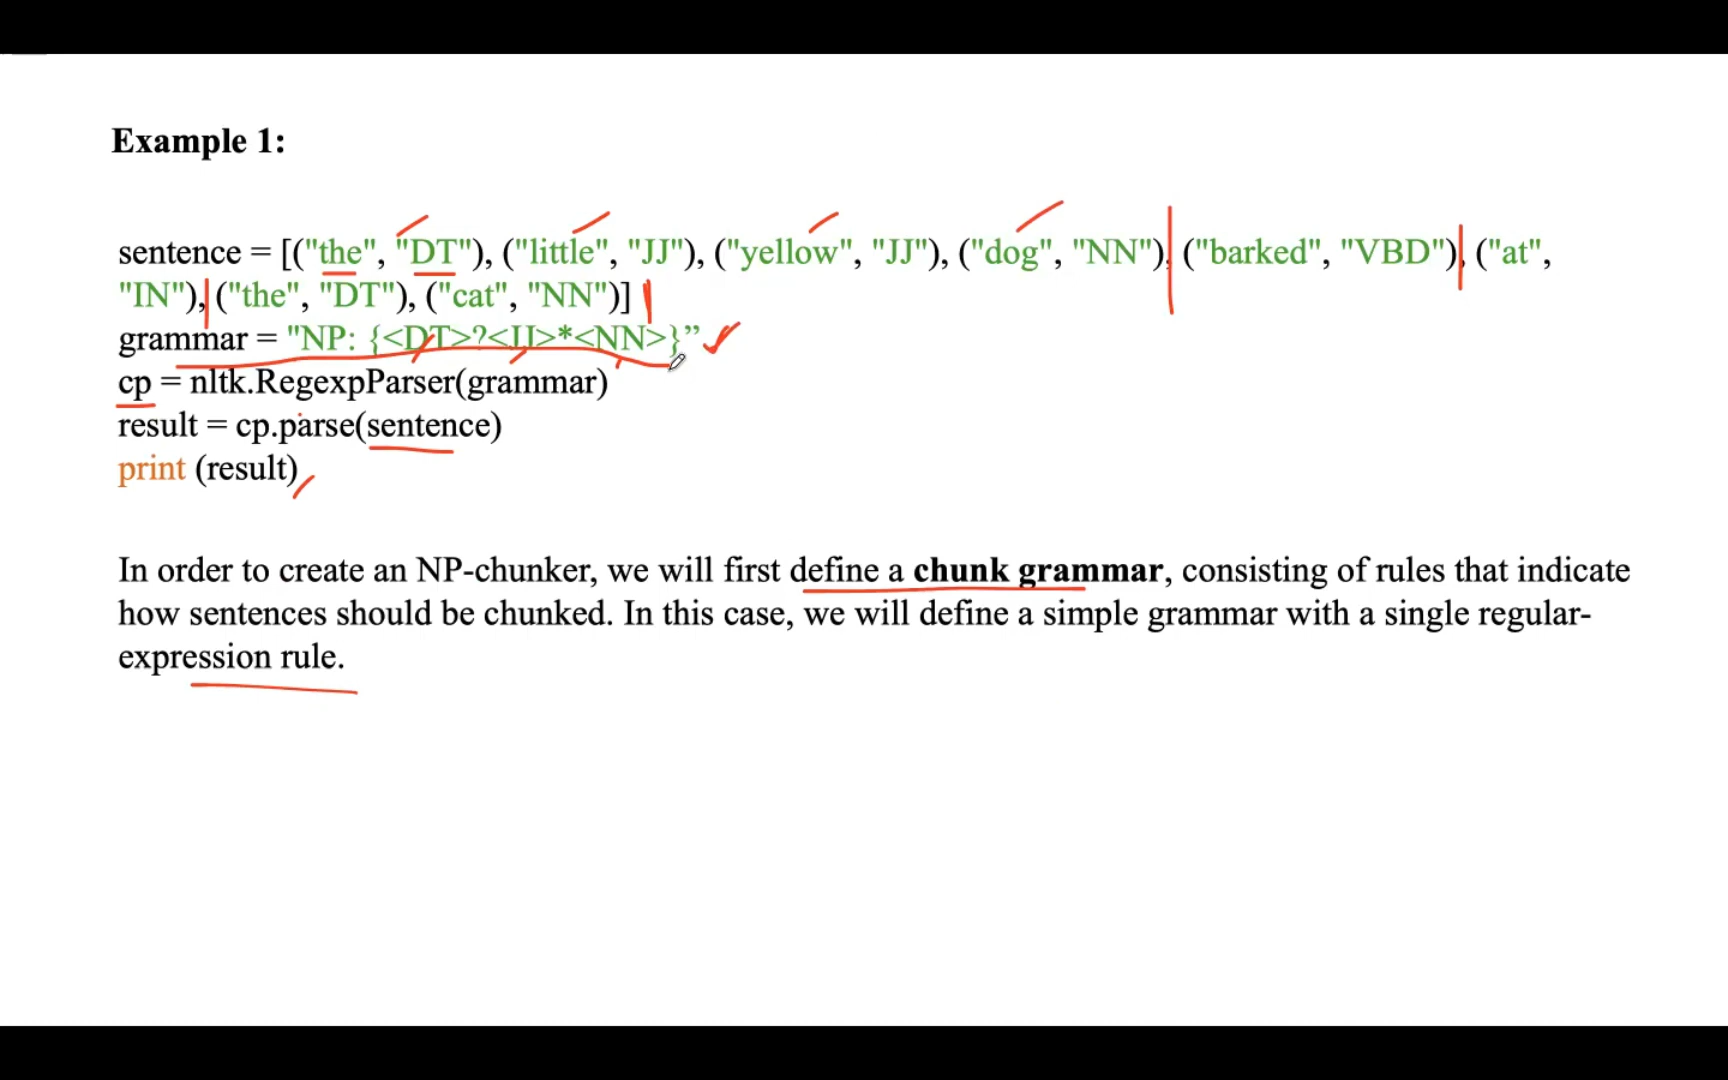 Example 1:
sentence = [("the", "DT"), ("little", "JJ"), ("yellow", "JJ"), ("dog", "NN"), ("barked", "VBD"), ("at",
"IN"), ("the", "DT"), ("cat", "NN")]
grammar = "NP: {<DT>?<JJ>*<NN>}”
cp = nltk.RegexpParser(grammar)
result = cp.parse(sentence)
print (result)
In order to create an NP-chunker, we will first define a chunk grammar, consisting of rules that indicate
how sentences should be chunked. In this case, we will define a simple grammar with a single regular-
expression rule.